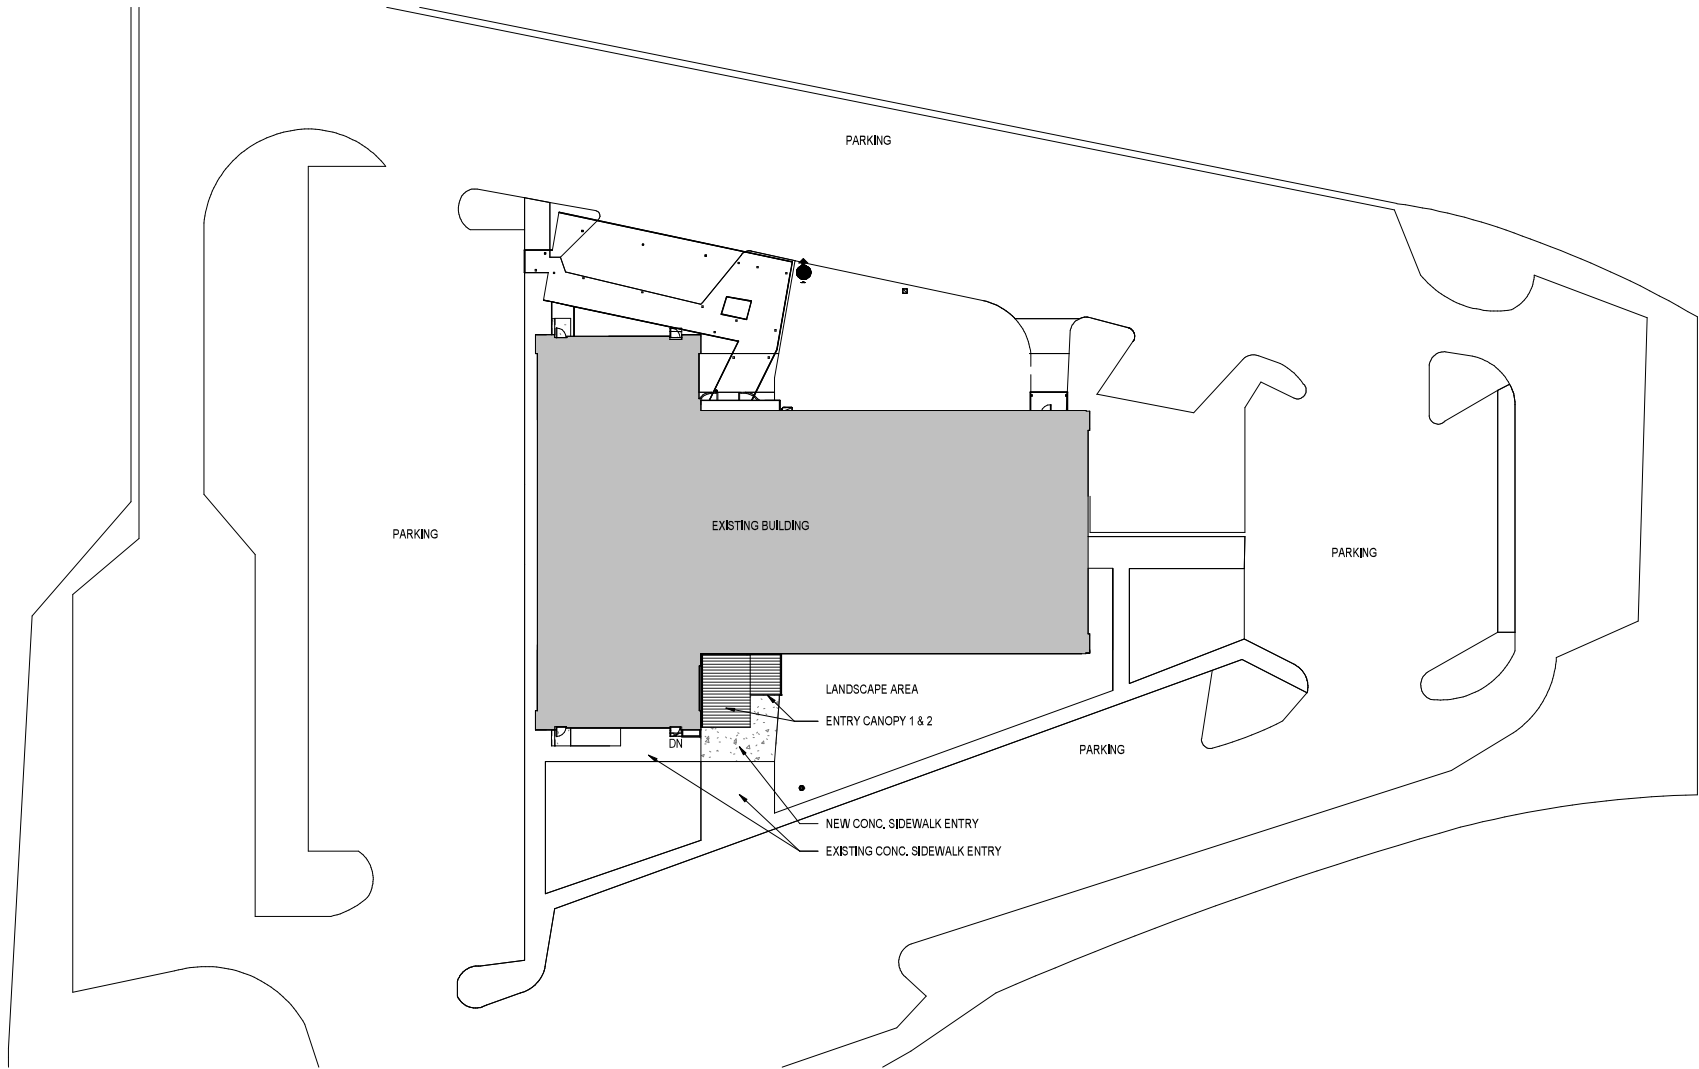 PARKING
EXISTING BUILDING
PARKING
PARKING
LANDSCAPE AREA
ENTRY CANOPY 1 & 2
DN
PARKING
NEW CONC. SIDEWALK ENTRY
EXISTING CONC. SIDEWALK ENTRY